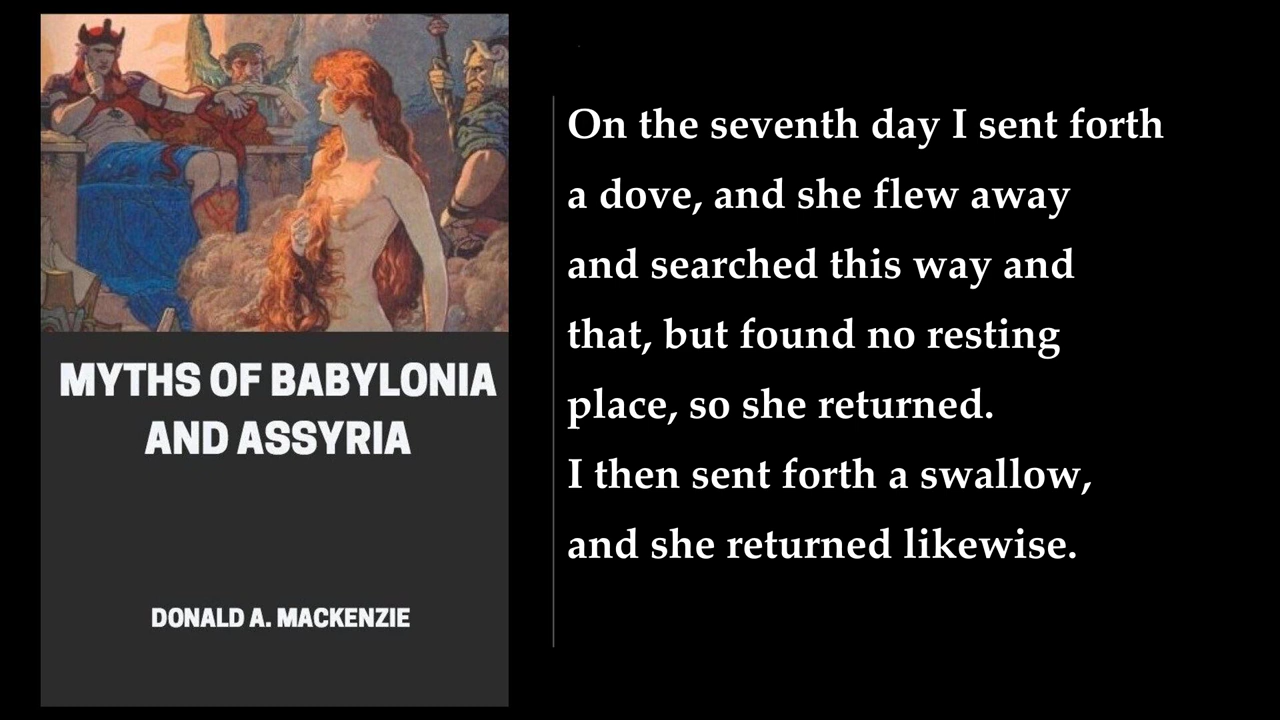 MYTHS OF BABYLONIA
AND ASSYRIA
DONALD A. MACKENZIE
On the seventh day I sent forth
a dove, and she flew away
and searched this way and
that, but found no resting
place, so she returned.
I then sent forth a swallow,
and she returned likewise.